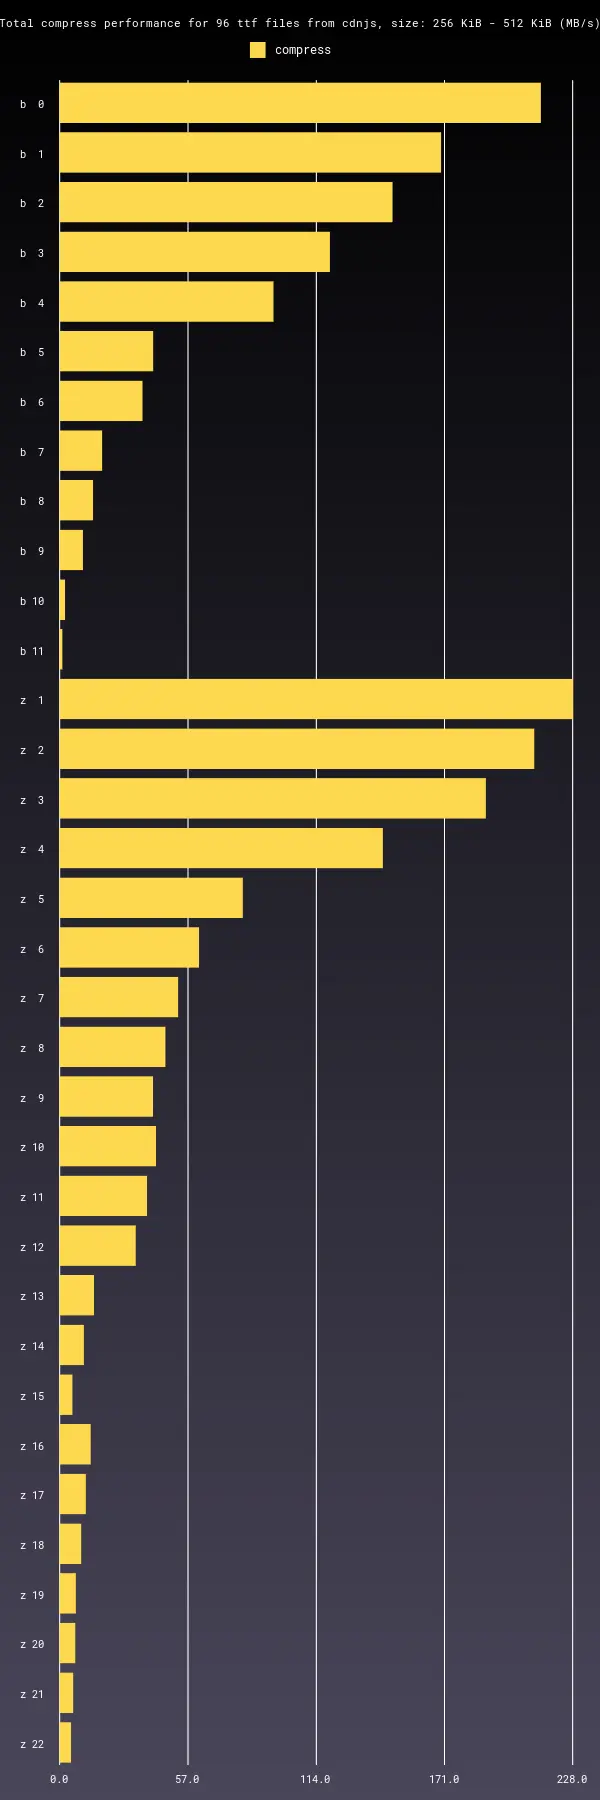 Total compress performance for 96 ttf files from cdnjs, size: 256 KiB - 512 KiB (MB/s)
compress
b 0
b 1
b 2
b 3
b 4
b 5
b 6
b 7
b 8
b 9
b 10
b 11
z 1
z 2
z 3
z 4
z 5
z 6
z 7
z 8
z 9
z 10
z 11
z 12
z 13
z 14
z 15
z 16
z 17
z 18
z 19
z 20
z 21
z 22
0.0 57.0 114.0 171.0 228.0